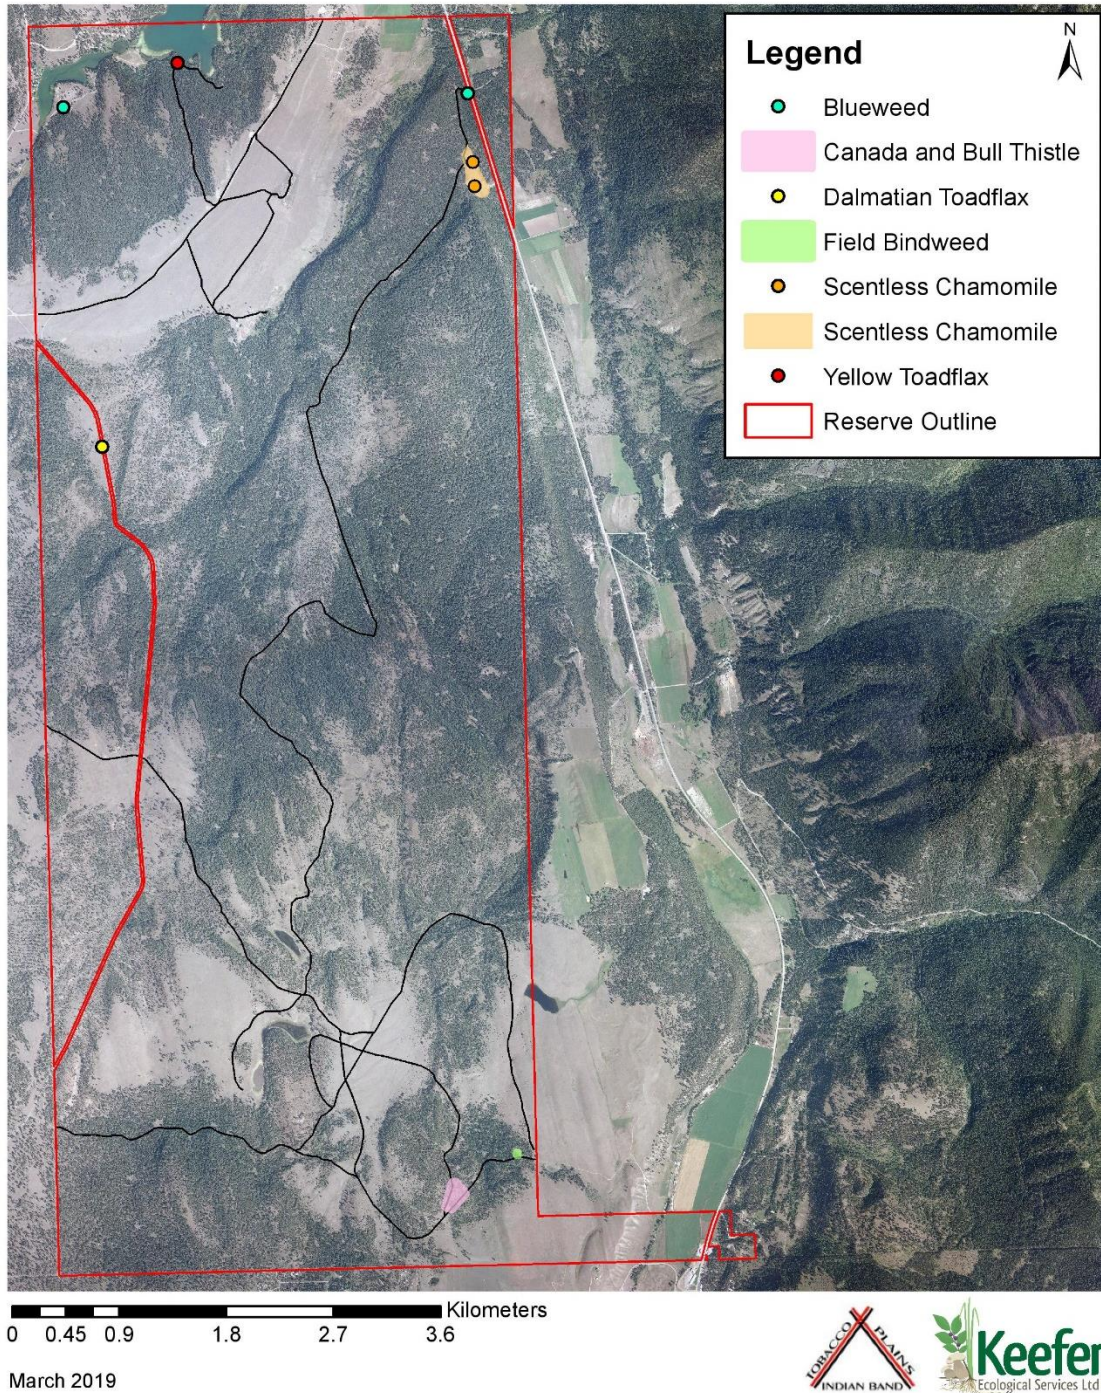 Legend
N
Blueweed
Canada and Bull Thistle
Dalmatian Toadflax
Field Bindweed
Scentless Chamomile
Scentless Chamomile
Yellow Toadflax
Reserve Outline
Kilometers
0 0.45 0.9 1.8 2.7 3.6
March 2019
TOBACCO PLAINS
INDIAN BAND
Keefer
Ecological Services Ltd